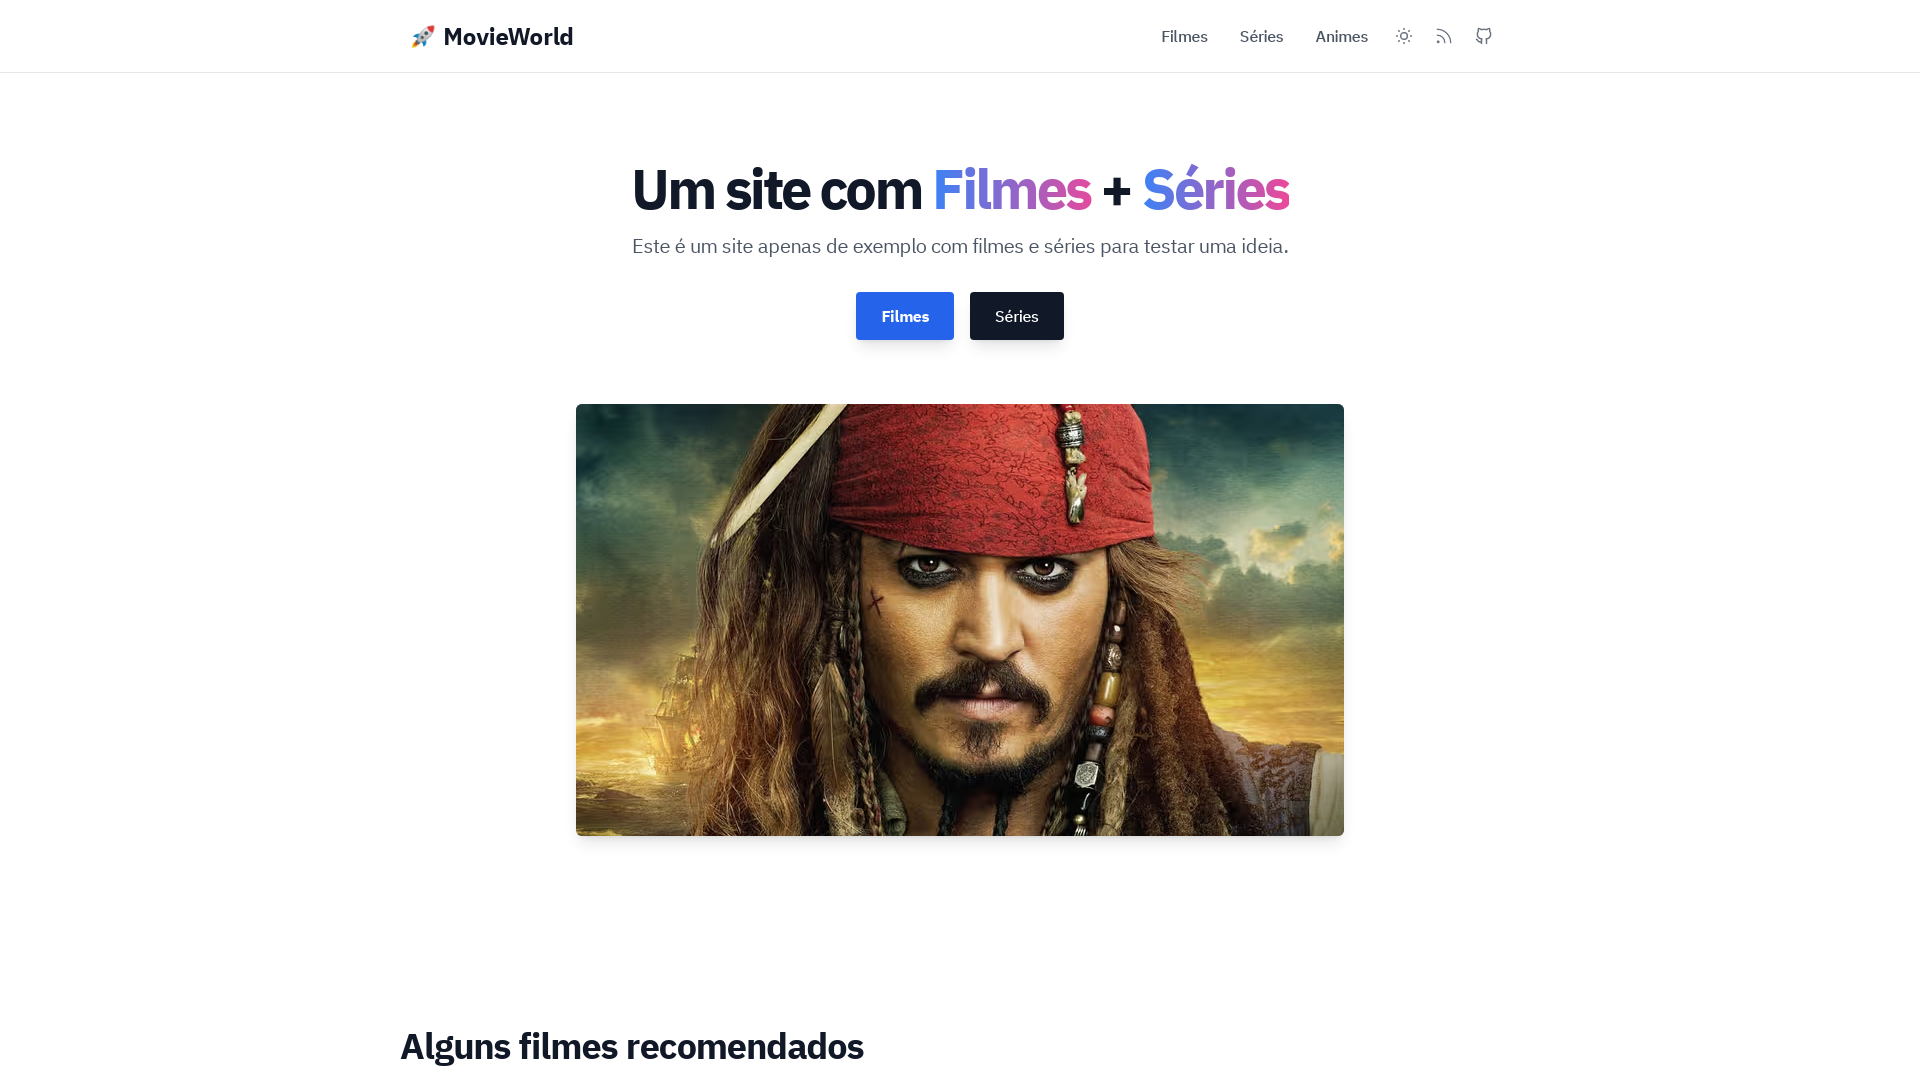 🚀 MovieWorld
Filmes
Séries
Animes
Um site com Filmes + Séries
Este é um site apenas de exemplo com filmes e séries para testar uma ideia.
Filmes
Séries
Alguns filmes recomendados